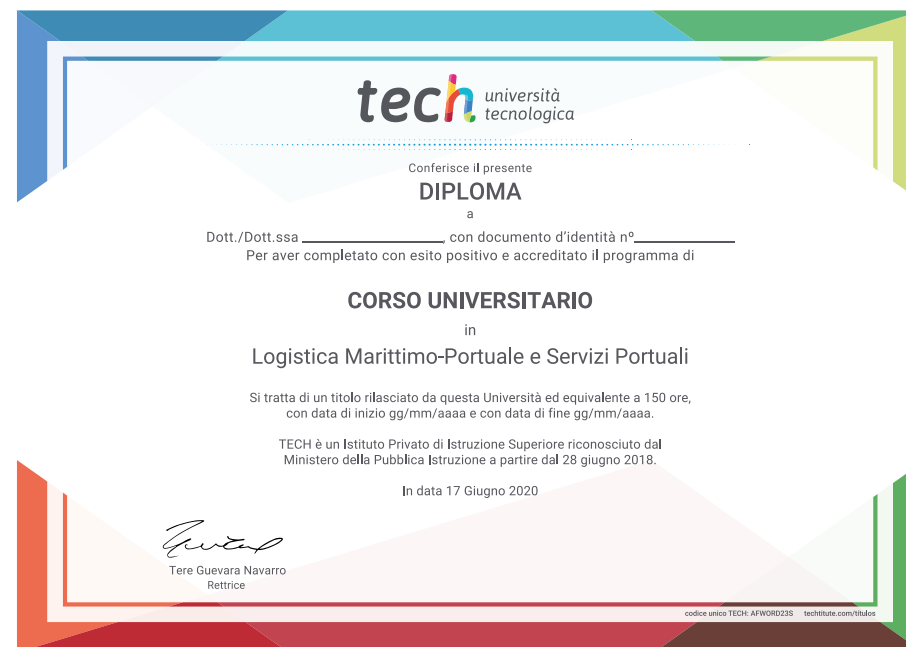 tech università
tecnologica
Conferisce il presente
DIPLOMA
a
Dott./Dott.ssa ____________________, con documento d'identità nº______________
Per aver completato con esito positivo e accreditato il programma di
CORSO UNIVERSITARIO
in
Logistica Marittimo-Portuale e Servizi Portuali
Si tratta di un titolo rilasciato da questa Università ed equivalente a 150 ore,
con data di inizio gg/mm/aaaa e con data di fine gg/mm/aaaa.
TECH è un Istituto Privato di Istruzione Superiore riconosciuto dal
Ministero della Pubblica Istruzione a partire dal 28 giugno 2018.
In data 17 Giugno 2020
Tere Guevara Navarro
Rettrice
codice unico TECH: AFWORD23S techtitute.com/titulos